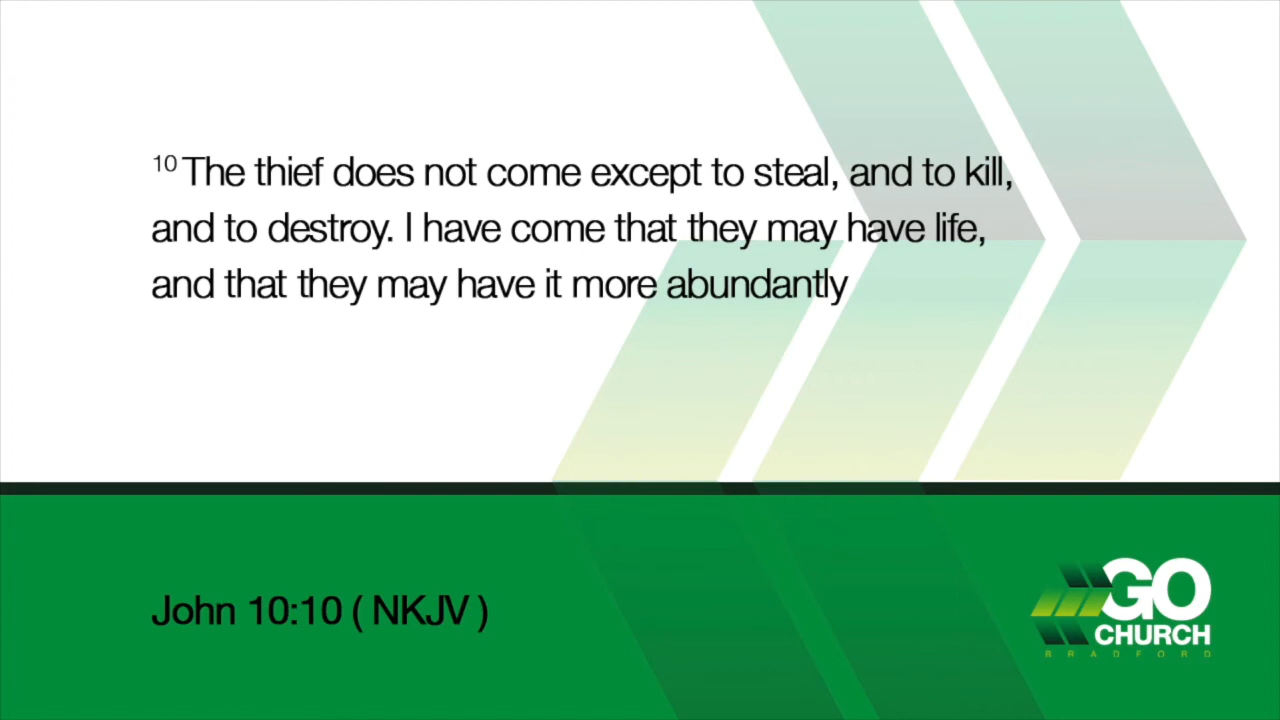 10 The thief does not come except to steal, and to kill,
and to destroy. I have come that they may have life,
and that they may have it more abundantly
John 10:10 ( NKJV )
GO
CHURCH
BRADFORD